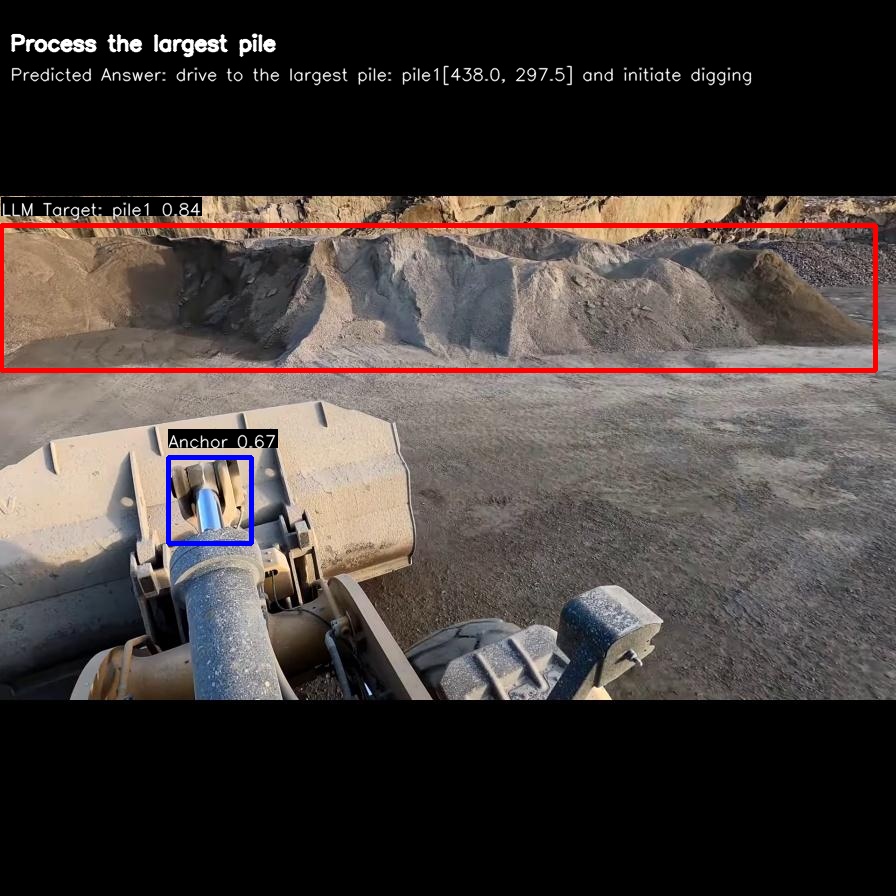 Process the largest pile
Predicted Answer: drive to the largest pile: pile1[438.0, 297.5] and initiate digging
LLM Target: pile1 0.84
Anchor 0.67